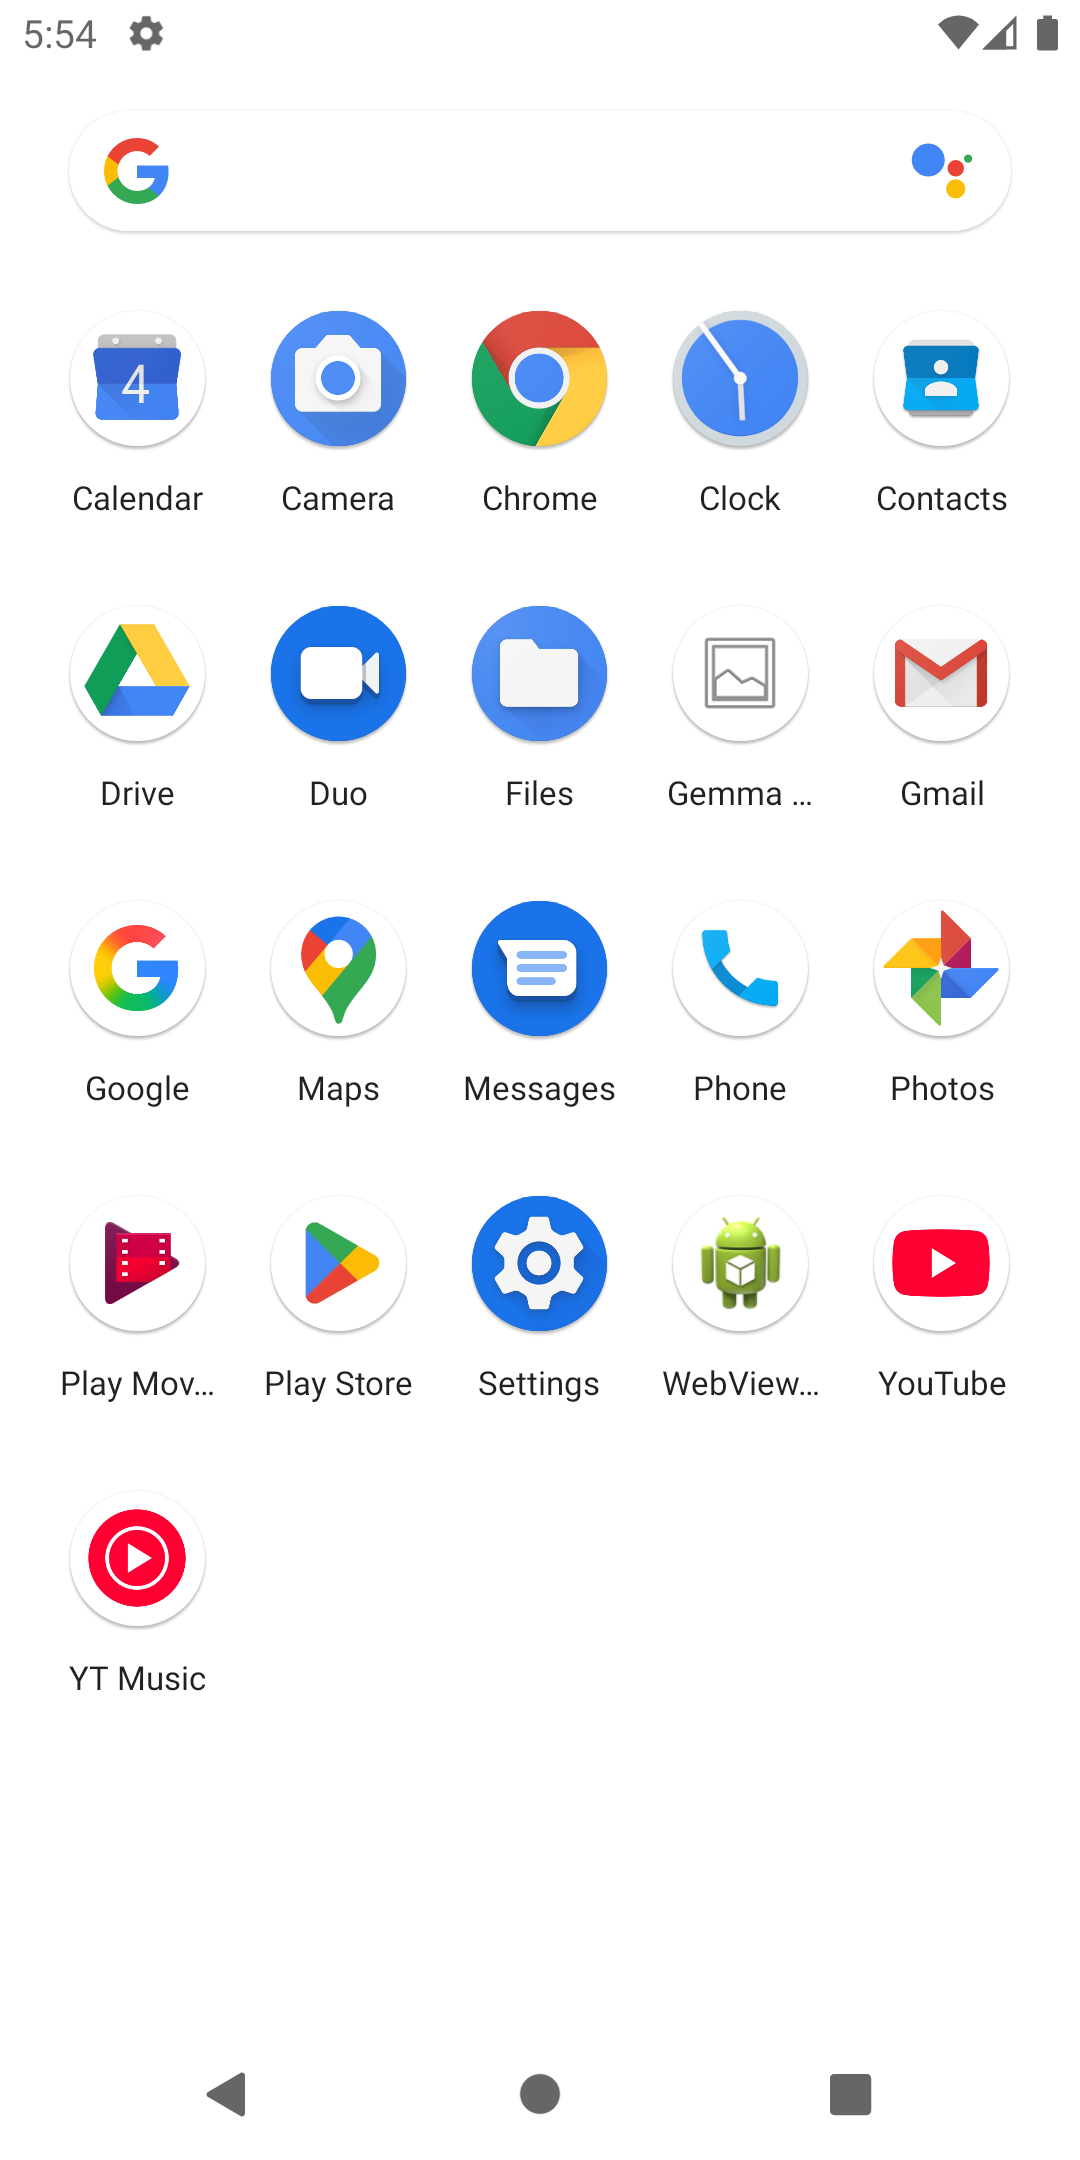 5:54
4
Calendar Camera Chrome Clock Contacts
Drive Duo Files Gemma ... Gmail
Google Maps Messages Phone Photos
Play Mov... Play Store Settings WebView... YouTube
YT Music